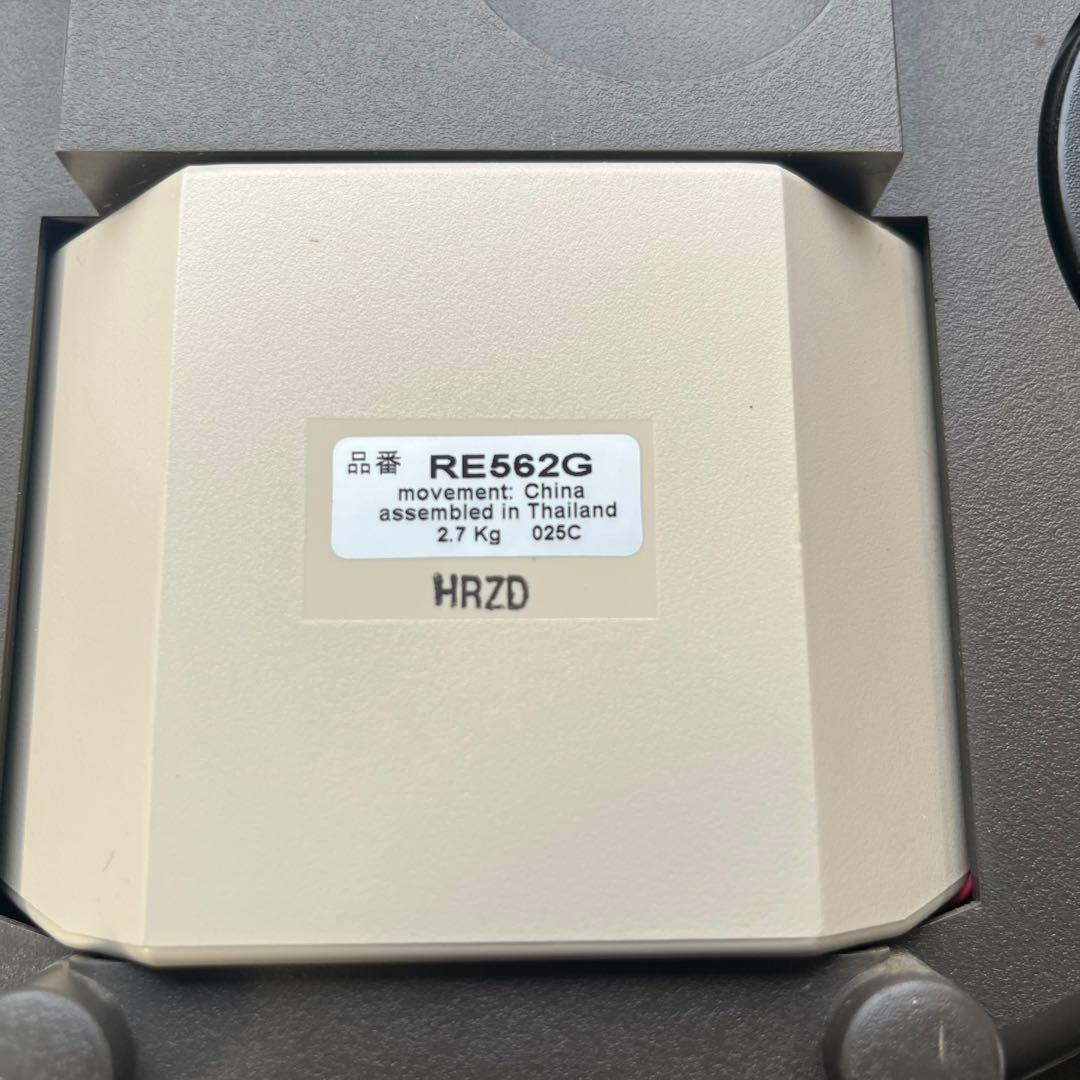 品番 RE562G
movement: China
assembled in Thailand
2.7 Kg 025C
HRZD